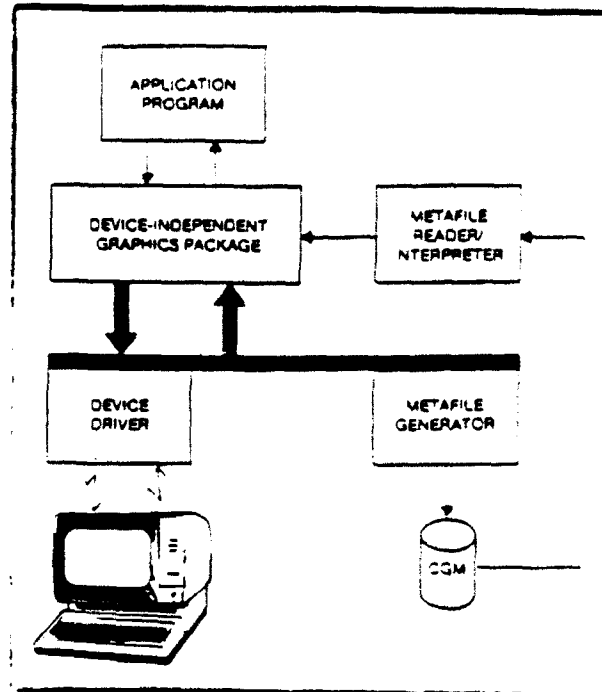 APPLICATION
PROGRAM
DEVICE-INDEPENDENT
GRAPHICS PACKAGE
METAFILE
READER/
INTERPRETER
DEVICE
DRIVER
METAFILE
GENERATOR
CGM